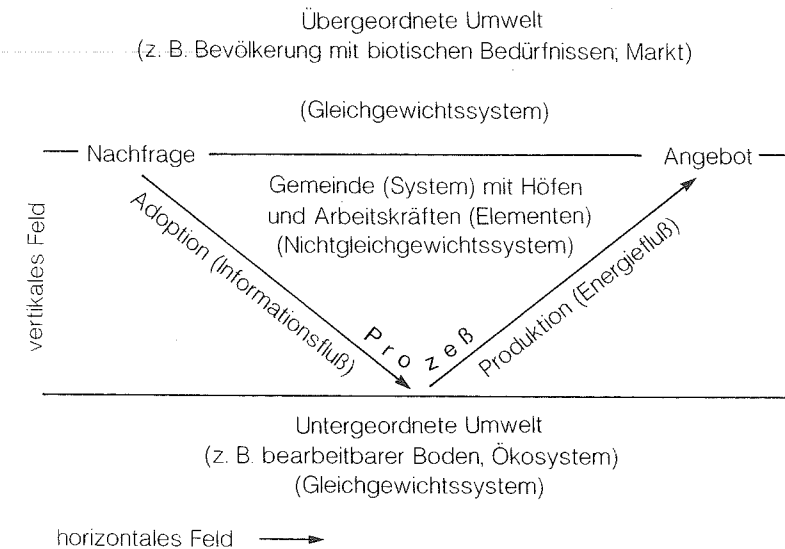 Übergeordnete Umwelt
(z. B. Bevölkerung mit biotischen Bedürfnissen; Markt)
(Gleichgewichtssystem)
Nachfrage
Angebot
Gemeinde (System) mit Höfen
und Arbeitskräften (Elementen)
(Nichtgleichgewichtssystem)
vertikales Feld
Adoption (Informationsfluß)
Prozeß
Produktion (Energiefluß)
Untergeordnete Umwelt
(z. B. bearbeitbarer Boden, Ökosystem)
(Gleichgewichtssystem)
horizontales Feld